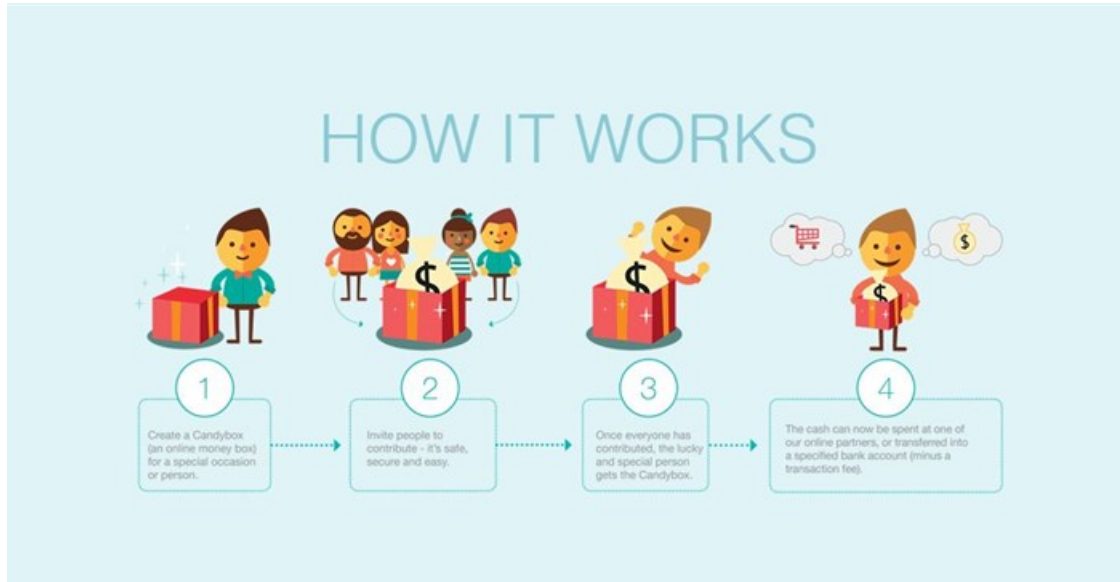 HOW IT WORKS
$
$
$
$
1
Create a Candybox
(an online money box)
for a special occasion
or person.
2
Invite people to
contribute - it's safe,
secure and easy.
3
Once everyone has
contributed, the lucky
and special person
gets the Candybox.
4
The cash can now be spent at one of
our online partners, or transferred into
a specified bank account (minus a
transaction fee).